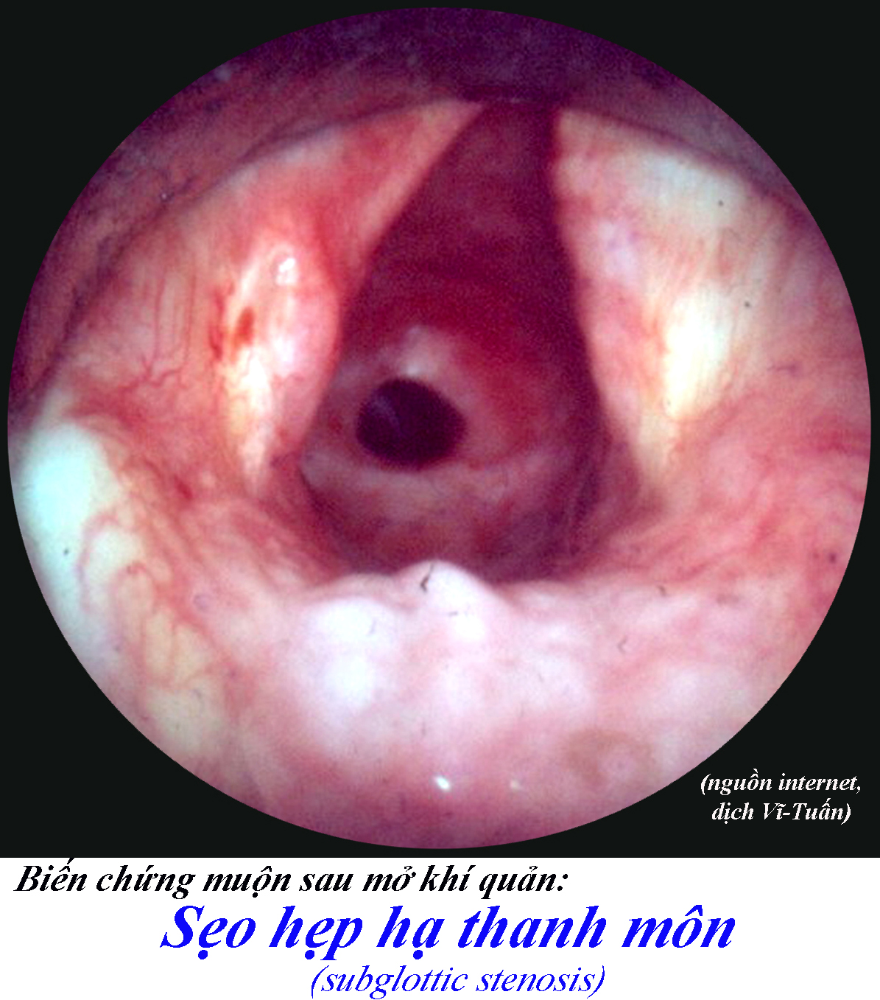 (nguồn internet,
dịch Vĩ-Tuấn)
Biến chứng muộn sau mở khí quản:
Sẹo hẹp hạ thanh môn
(subglottic stenosis)